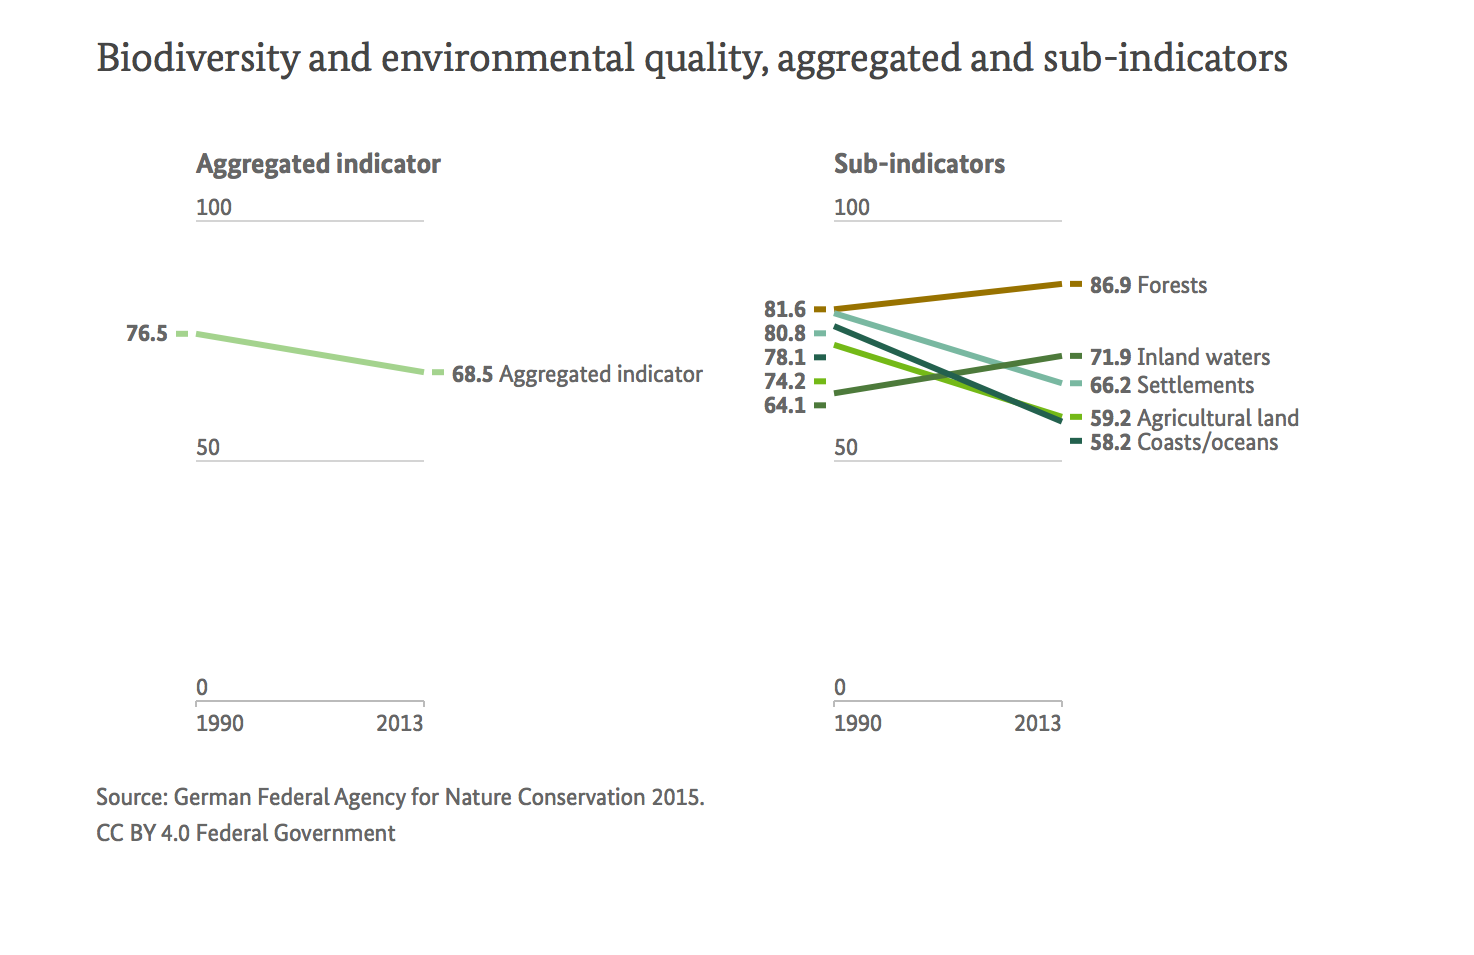 Biodiversity and environmental quality, aggregated and sub-indicators
Aggregated indicator
100
76.5
68.5 Aggregated indicator
50
0
1990 2013
Sub-indicators
100
81.6
80.8
78.1
74.2
64.1
86.9 Forests
71.9 Inland waters
66.2 Settlements
59.2 Agricultural land
58.2 Coasts/oceans
50
0
1990 2013
Source: German Federal Agency for Nature Conservation 2015.
CC BY 4.0 Federal Government